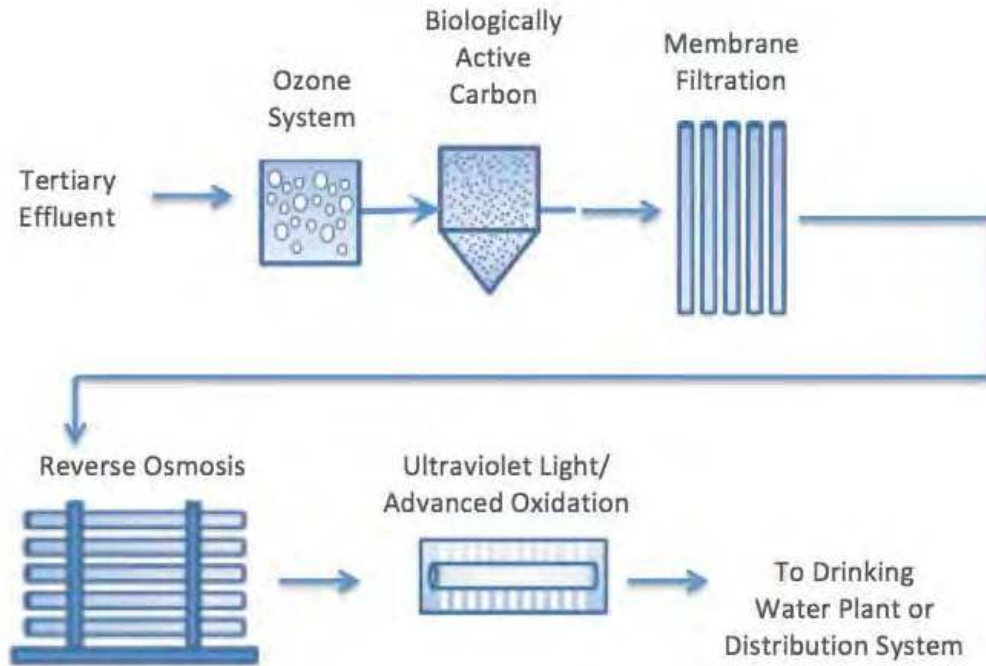 Tertiary
Effluent
Ozone
System
Biologically
Active
Carbon
Membrane
Filtration
Reverse Osmosis
Ultraviolet Light/
Advanced Oxidation
To Drinking
Water Plant or
Distribution System